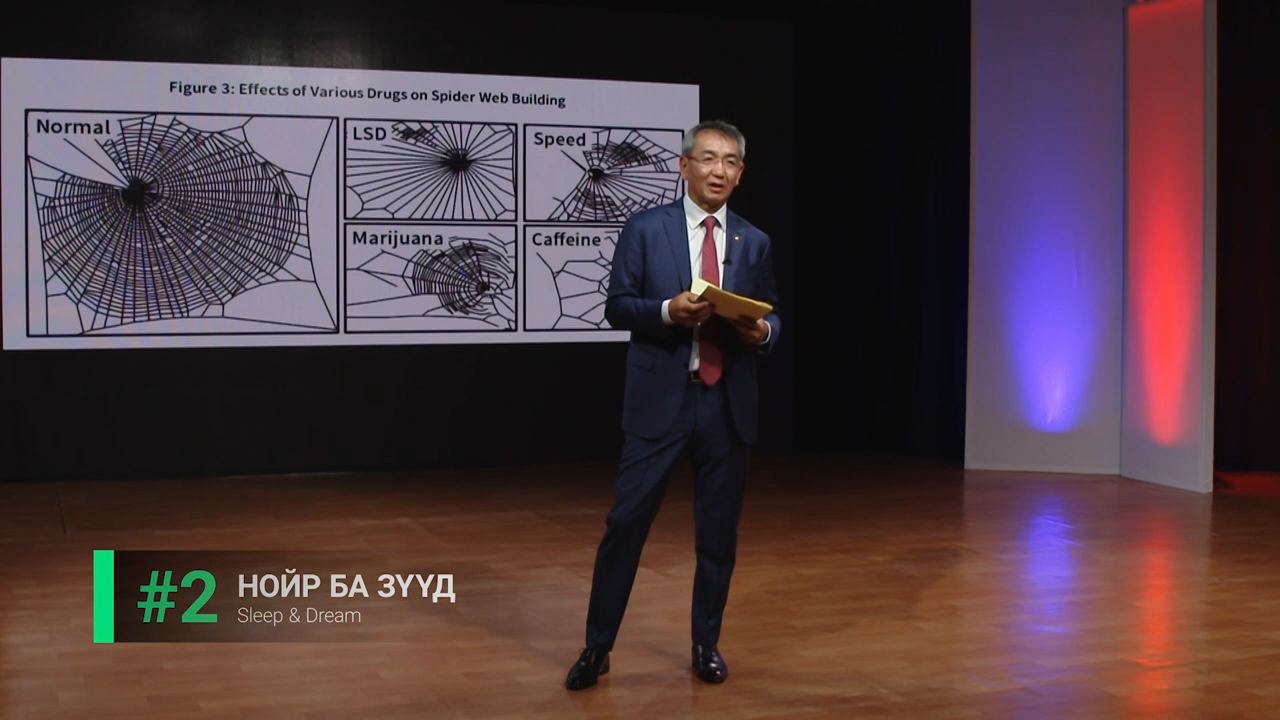 Figure 3: Effects of Various Drugs on Spider Web Building
Normal
LSD
Speed
Marijuana
Caffeine
#2
НОЙР БА ЗҮҮД
Sleep & Dream